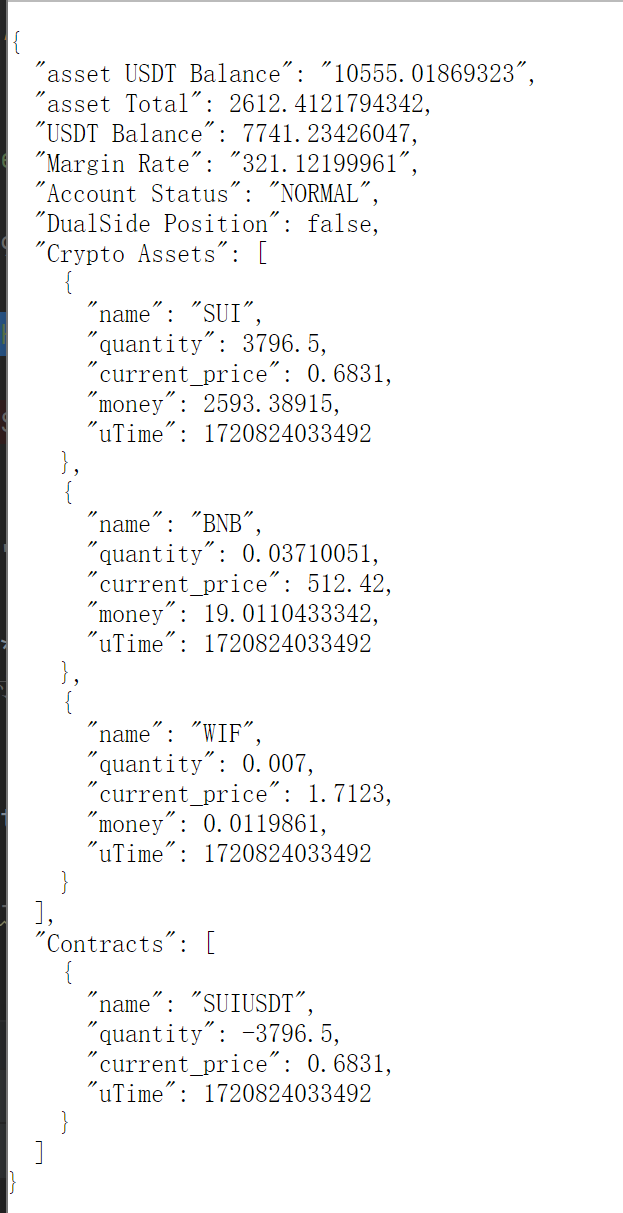 {
"asset USDT Balance": "10555.01869323",
"asset Total": 2612.4121794342,
"USDT Balance": 7741.23426047,
"Margin Rate": "321.12199961",
"Account Status": "NORMAL",
"DualSide Position": false,
"Crypto Assets": [
{
"name": "SUI",
"quantity": 3796.5,
"current_price": 0.6831,
"money": 2593.38915,
"uTime": 1720824033492
},
{
"name": "BNB",
"quantity": 0.03710051,
"current_price": 512.42,
"money": 19.0110433342,
"uTime": 1720824033492
},
{
"name": "WIF",
"quantity": 0.007,
"current_price": 1.7123,
"money": 0.0119861,
"uTime": 1720824033492
}
],
"Contracts": [
{
"name": "SUIUSDT",
"quantity": -3796.5,
"current_price": 0.6831,
"uTime": 1720824033492
}
]
}